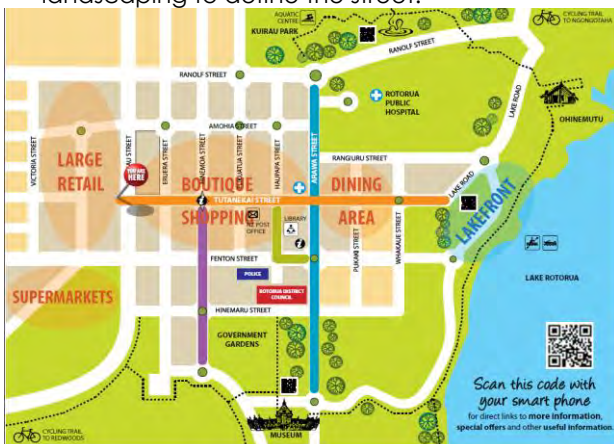 landscaping to define the street.
AQUATIC
CENTRE
KUIRAU PARK
CYCLING TRAIL
TO NGONGOTAHA
RANOLF STREET
RANOLF STREET
LAKE ROAD
ROTORUA
PUBLIC
HOSPITAL
OHINEMUTU
AMOHIA STREET
VICTORIA STREET
ERUERA STREET
HAUPAPA STREET
ARAWA STREET
RANGIURU STREET
LARGE
RETAIL
YOU ARE
HERE
BOUTIQUE
SHOPPING
DINING
AREA
LAKE ROAD
TUTANEKAI STREET
LAKEFRONT
NZ POST
OFFICE
LIBRARY
PUKAKI STREET
WHAKAUE STREET
FENTON STREET
POLICE
ROTORUA DISTRICT
COUNCIL
LAKE ROTORUA
SUPERMARKETS
HINEMARU STREET
GOVERNMENT
GARDENS
MUSEUM
CYCLING TRAIL
TO REDWOODS
Scan this code with
your smart phone
for direct links to more information,
special offers and other useful information